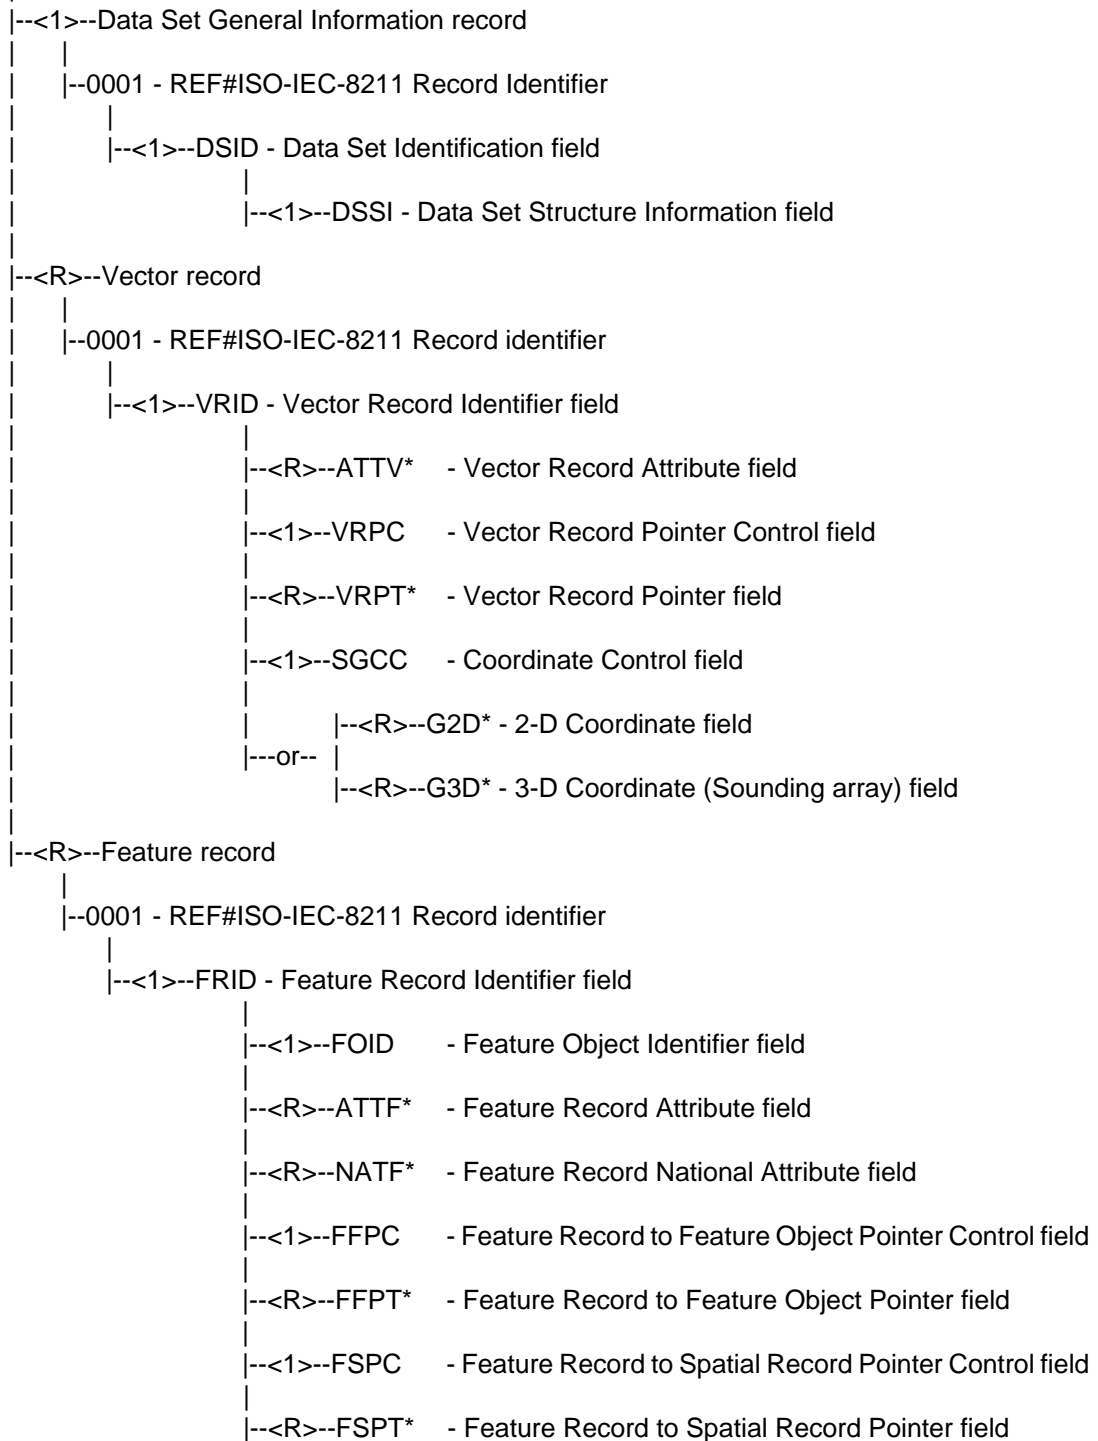 |--<1>--Data Set General Information record
|--0001 - REF#ISO-IEC-8211 Record Identifier
|--<1>--DSID - Data Set Identification field
|--<1>--DSSI - Data Set Structure Information field
|--<R>--Vector record
|--0001 - REF#ISO-IEC-8211 Record identifier
|--<1>--VRID - Vector Record Identifier field
|--<R>--ATTV* - Vector Record Attribute field
|--<1>--VRPC - Vector Record Pointer Control field
|--<R>--VRPT* - Vector Record Pointer field
|--<1>--SGCC - Coordinate Control field
|--<R>--G2D* - 2-D Coordinate field
|---or-- |
|--<R>--G3D* - 3-D Coordinate (Sounding array) field
|--<R>--Feature record
|--0001 - REF#ISO-IEC-8211 Record identifier
|--<1>--FRID - Feature Record Identifier field
|--<1>--FOID - Feature Object Identifier field
|--<R>--ATTF* - Feature Record Attribute field
|--<R>--NATF* - Feature Record National Attribute field
|--<1>--FFPC - Feature Record to Feature Object Pointer Control field
|--<R>--FFPT* - Feature Record to Feature Object Pointer field
|--<1>--FSPC - Feature Record to Spatial Record Pointer Control field
|--<R>--FSPT* - Feature Record to Spatial Record Pointer field